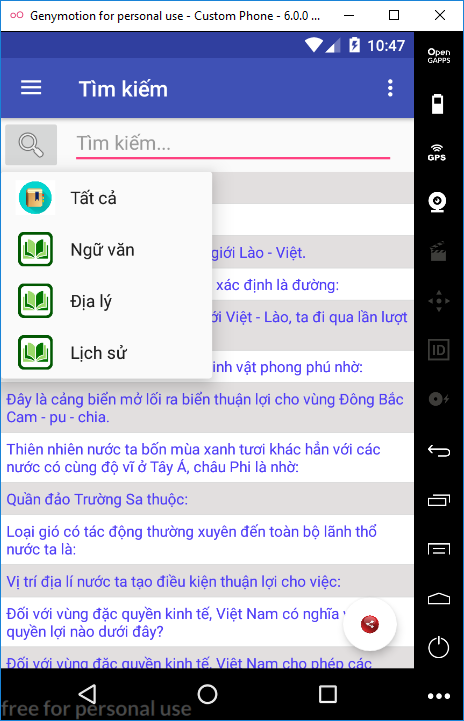 Genymotion for personal use - Custom Phone - 6.0.0 ...
Open
GAPPS
10:47
Tìm kiếm
Tìm kiếm...
GPS
Tất cả
Ngữ văn
giới Lào - Việt.
xác định là đường:
Địa lý
ới Việt - Lào, ta đi qua lần lượt
ID
Lịch sử
inh vật phong phú nhờ:
Đây là cảng biển mở lối ra biển thuận lợi cho vùng Đông Bắc
Cam - pu - chia.
Thiên nhiên nước ta bốn mùa xanh tươi khác hẳn với các
nước có cùng độ vĩ ở Tây Á, châu Phi là nhờ:
Quần đảo Trường Sa thuộc:
Loại gió có tác động thường xuyên đến toàn bộ lãnh thổ
nước ta là:
Vị trí địa lí nước ta tạo điều kiện thuận lợi cho việc:
Đối với vùng đặc quyền kinh tế, Việt Nam có nghĩa v
quyền lợi nào dưới đây?
Đối với vùng đặc quyền kinh tế, Việt Nam cho phép các
free for personal use